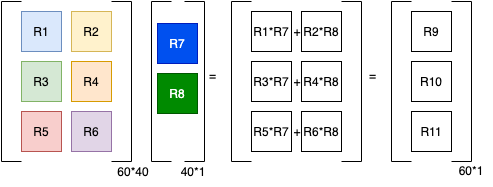 R1 R2 R7 R1*R7 + R2*R8 R9
R3 R4 R8 = R3*R7 + R4*R8 = R10
R5 R6 R5*R7 + R6*R8 R11
60*40 40*1 60*1